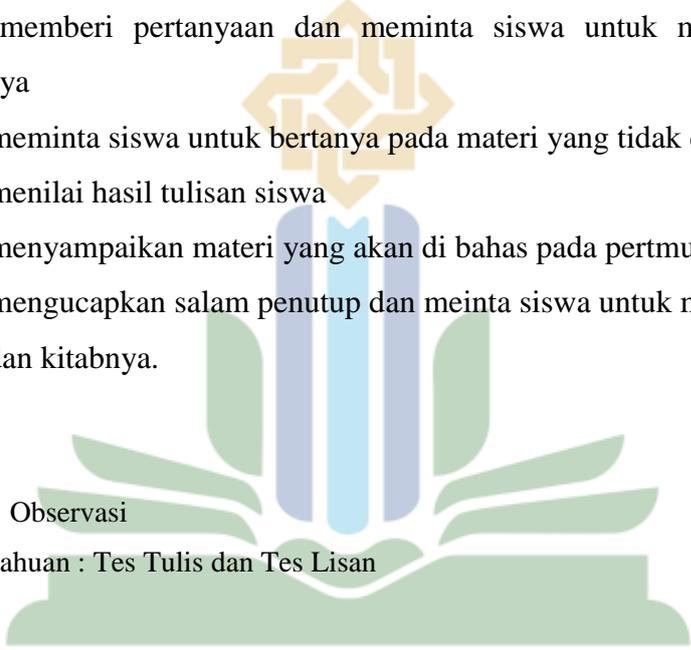 memberi pertanyaan dan meminta siswa untuk
ya
meminta siswa untuk bertanya pada materi yang tidak
menilai hasil tulisan siswa
menyampaikan materi yang akan di bahas pada
mengucapkan salam penutup dan meinta siswa untuk
dan kitabnya.
Observasi
ahuan : Tes Tulis dan Tes Lisan